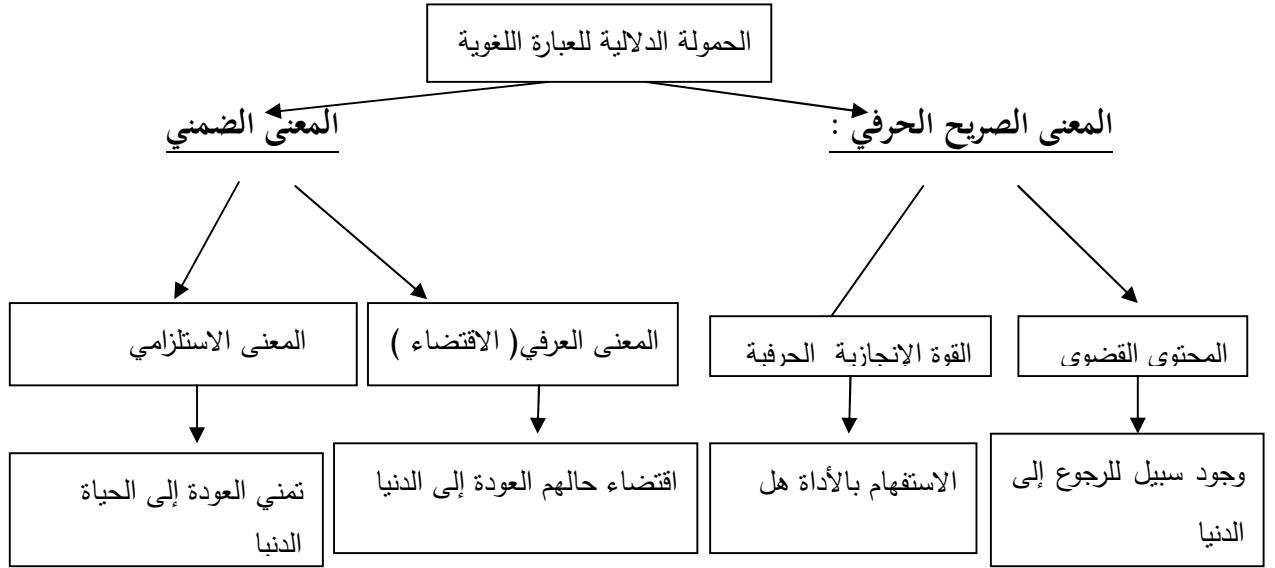 الحمولة الدلالية للعبارة اللغوية
المعنى الصريح الحرفي :
المعنى الضمني
المحتوى القضوي
القوة الإنجازية الحرفية
المعنى العرفي( الاقتضاء )
المعنى الاستلزامي
وجود سبيل للرجوع إلى
الدنيا
الاستفهام بالأداة هل
اقتضاء حالهم العودة إلى الدنيا
تمني العودة إلى الحياة
الدنيا